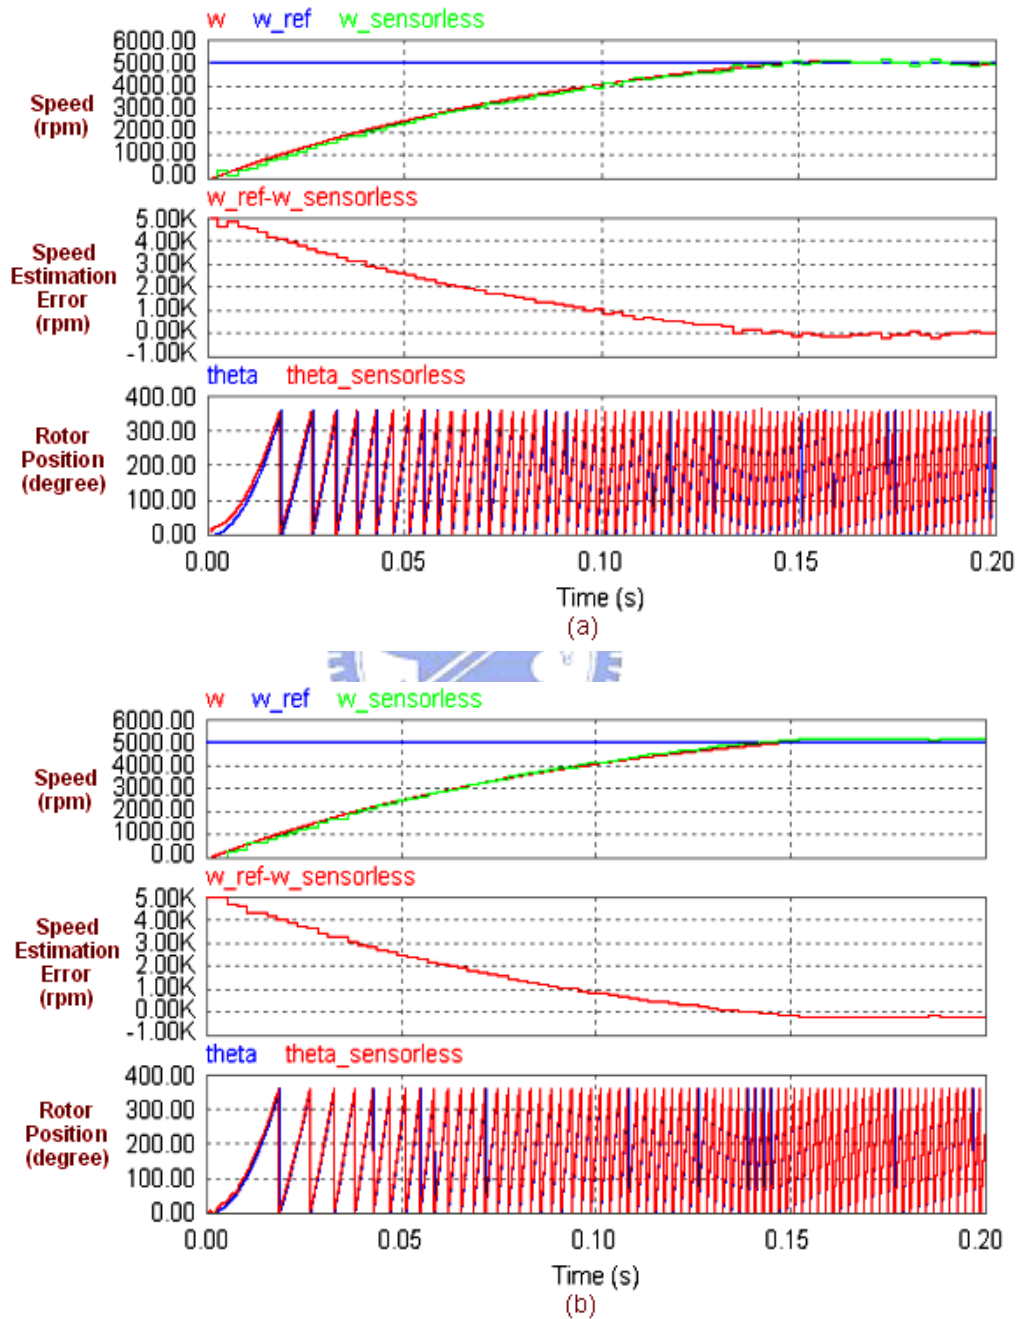 w w_ref w_sensorless
6000.00
5000.00
4000.00
3000.00
2000.00
1000.00
0.00
Speed
(rpm)
w_ref-w_sensorless
5.00K
4.00K
3.00K
2.00K
1.00K
0.00K
-1.00K
Speed
Estimation
Error
(rpm)
theta theta_sensorless
400.00
300.00
200.00
100.00
0.00
Rotor
Position
(degree)
0.00 0.05 0.10 0.15 0.20
Time (s)
(a)
w w_ref w_sensorless
6000.00
5000.00
4000.00
3000.00
2000.00
1000.00
0.00
Speed
(rpm)
w_ref-w_sensorless
5.00K
4.00K
3.00K
2.00K
1.00K
0.00K
-1.00K
Speed
Estimation
Error
(rpm)
theta theta_sensorless
400.00
300.00
200.00
100.00
0.00
Rotor
Position
(degree)
0.00 0.05 0.10 0.15 0.20
Time (s)
(b)